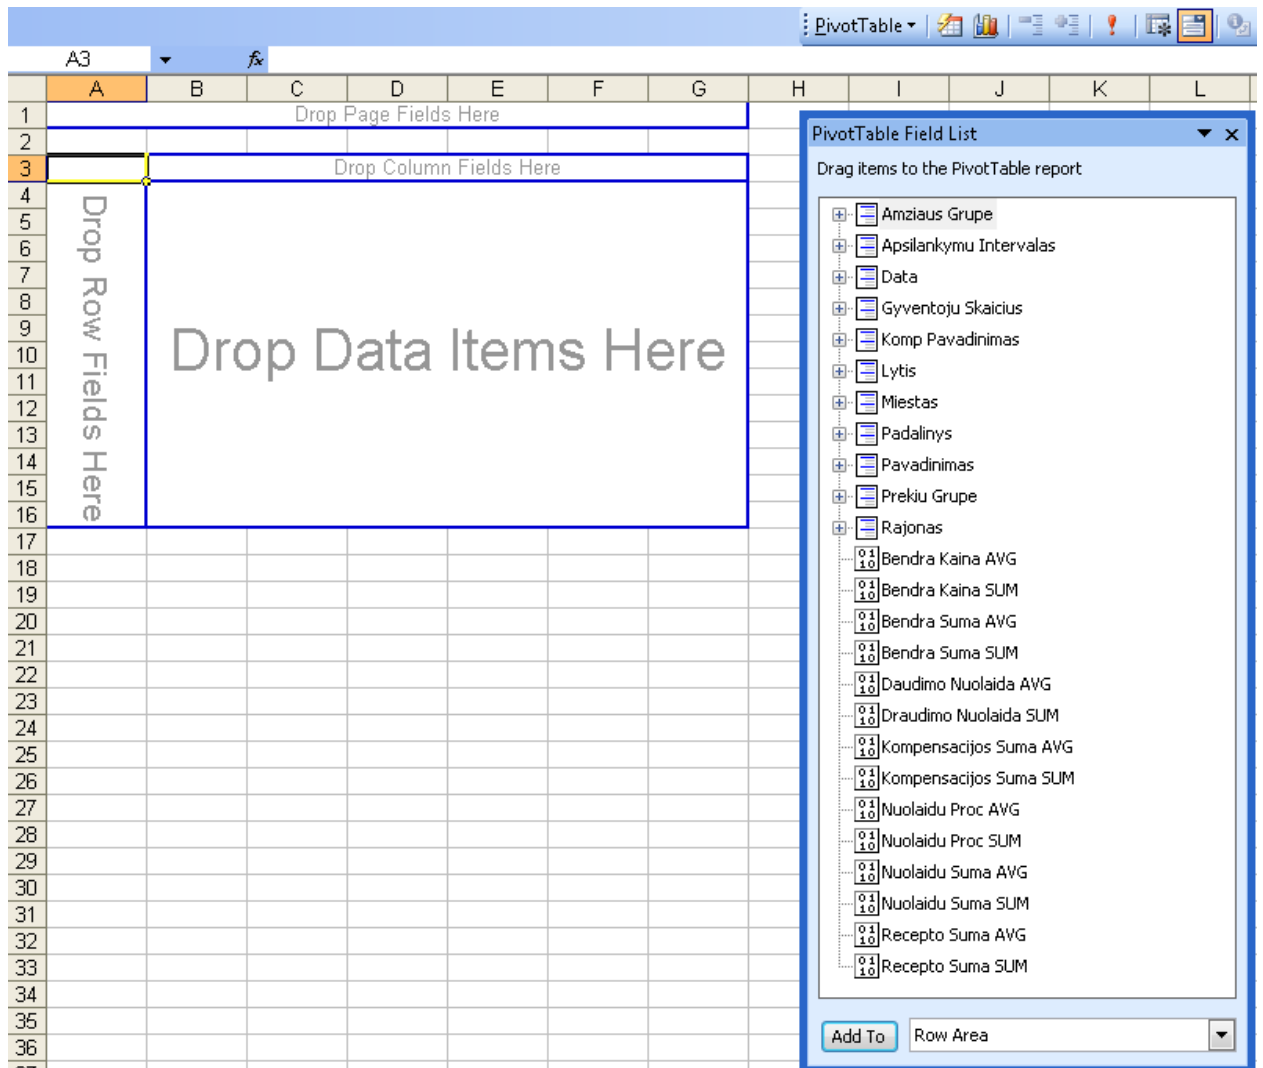 PivotTable
A3
fx
A B C D E F G H I J K L
1 Drop Page Fields Here
2
3 Drop Column Fields Here
4
5
6
7
8
9
10
11
12
13
14
15
16
17
18
19
20
21
22
23
24
25
26
27
28
29
30
31
32
33
34
35
36
Drop Row Fields Here
Drop Data Items Here
PivotTable Field List
Drag items to the PivotTable report
Amziaus Grupe
Apsilankymu Intervalas
Data
Gyventoju Skaicius
Komp Pavadinimas
Lytis
Miestas
Padalinys
Pavadinimas
Prekiu Grupe
Rajonas
Bendra Kaina AVG
Bendra Kaina SUM
Bendra Suma AVG
Bendra Suma SUM
Daudimo Nuolaida AVG
Draudimo Nuolaida SUM
Kompensacijos Suma AVG
Kompensacijos Suma SUM
Nuolaidu Proc AVG
Nuolaidu Proc SUM
Nuolaidu Suma AVG
Nuolaidu Suma SUM
Recepto Suma AVG
Recepto Suma SUM
Add To Row Area